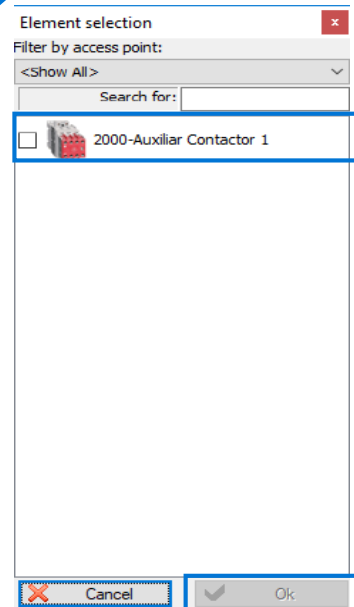 Element selection
x
Filter by access point:
<Show All>
Search for:
2000-Auxiliar Contactor 1
Cancel
Ok